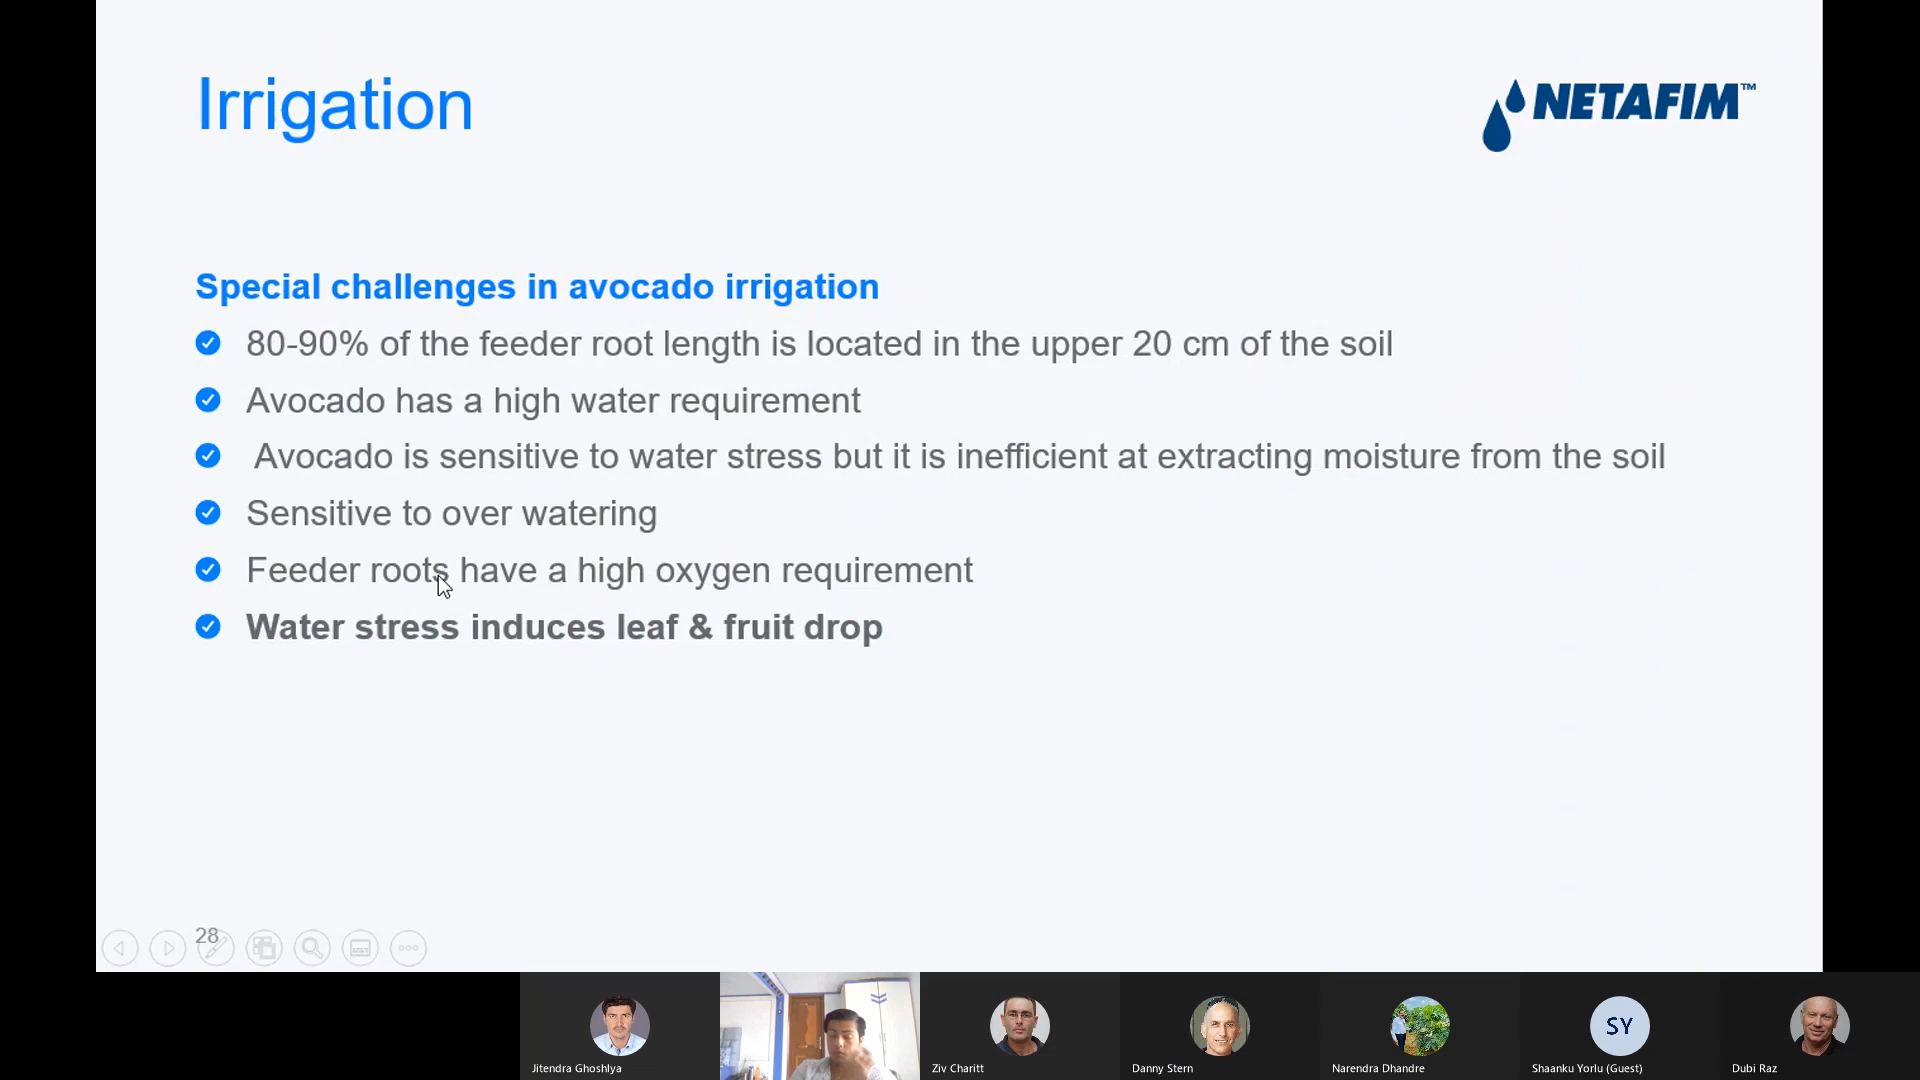 Irrigation
NETAFIM™
Special challenges in avocado irrigation
80-90% of the feeder root length is located in the upper 20 cm of the soil
Avocado has a high water requirement
Avocado is sensitive to water stress but it is inefficient at extracting moisture from the soil
Sensitive to over watering
Feeder roots have a high oxygen requirement
Water stress induces leaf & fruit drop
28
SY
Jitendra Ghoshlya
Ziv Charitt
Danny Stern
Narendra Dhandre
Shaanku Yorlu (Guest)
Dubi Raz